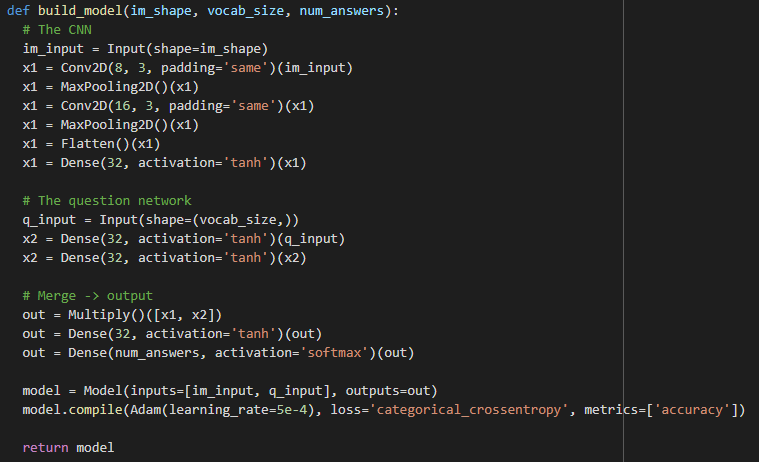 def build_model(im_shape, vocab_size, num_answers):
  # The CNN
  im_input = Input(shape=im_shape)
  x1 = Conv2D(8, 3, padding='same')(im_input)
  x1 = MaxPooling2D()(x1)
  x1 = Conv2D(16, 3, padding='same')(x1)
  x1 = MaxPooling2D()(x1)
  x1 = Flatten()(x1)
  x1 = Dense(32, activation='tanh')(x1)

  # The question network
  q_input = Input(shape=(vocab_size,))
  x2 = Dense(32, activation='tanh')(q_input)
  x2 = Dense(32, activation='tanh')(x2)

  # Merge -> output
  out = Multiply()([x1, x2])
  out = Dense(32, activation='tanh')(out)
  out = Dense(num_answers, activation='softmax')(out)

  model = Model(inputs=[im_input, q_input], outputs=out)
  model.compile(Adam(learning_rate=5e-4), loss='categorical_crossentropy', metrics=['accuracy'])

  return model